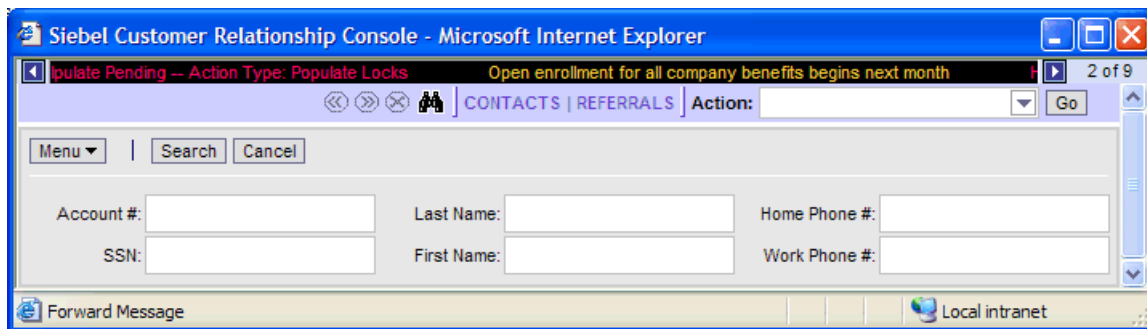 Siebel Customer Relationship Console - Microsoft Internet Explorer
lpulate Pending -- Action Type: Populate Locks Open enrollment for all company benefits begins next month H 2 of 9
CONTACTS | REFERRALS Action: Go
Menu Search Cancel
Account #: Last Name: Home Phone #:
SSN: First Name: Work Phone #:
Forward Message Local intranet